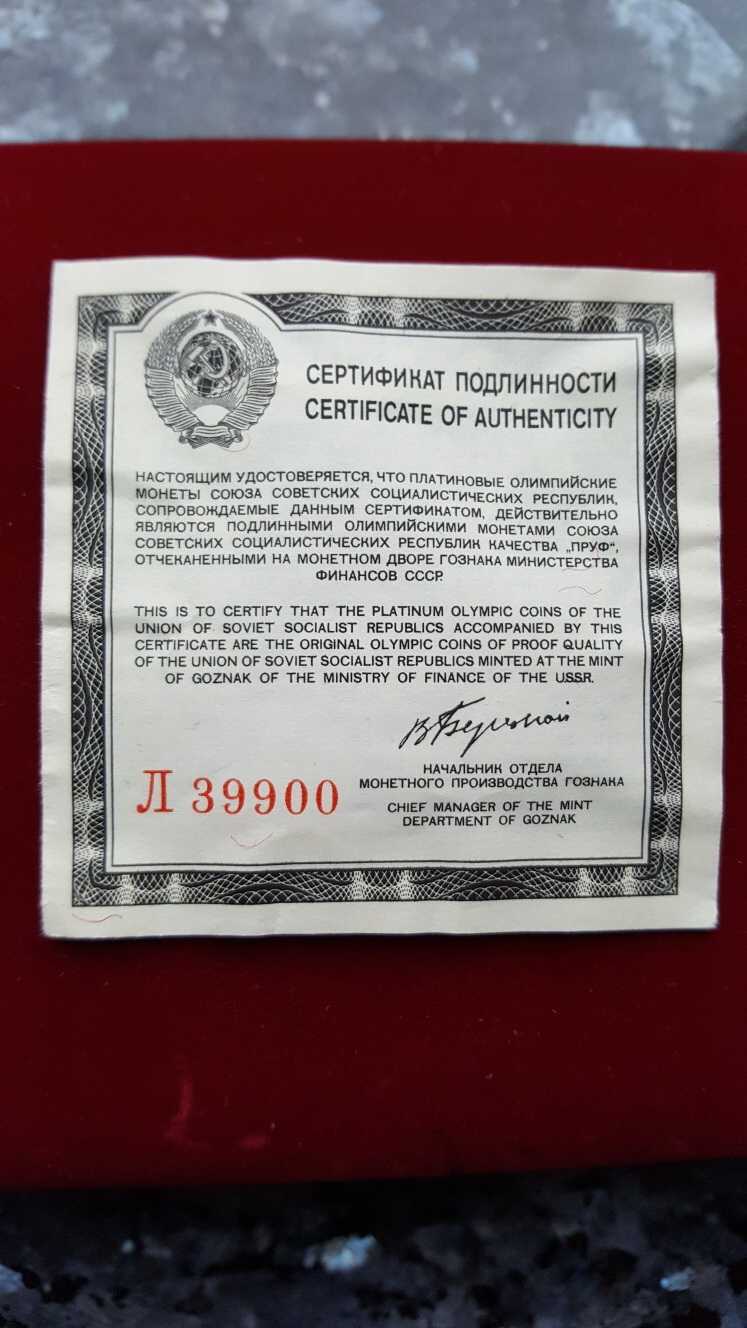 СЕРТИФИКАТ ПОДЛИННОСТИ
CERTIFICATE OF AUTHENTICITY
НАСТОЯЩИМ УДОСТОВЕРЯЕТСЯ, ЧТО ПЛАТИНОВЫЕ ОЛИМПИЙСКИЕ
МОНЕТЫ СОЮЗА СОВЕТСКИХ СОЦИАЛИСТИЧЕСКИХ РЕСПУБЛИК,
СОПРОВОЖДАЕМЫЕ ДАННЫМ СЕРТИФИКАТОМ, ДЕЙСТВИТЕЛЬНО
ЯВЛЯЮТСЯ ПОДЛИННЫМИ ОЛИМПИЙСКИМИ МОНЕТАМИ СОЮЗА
СОВЕТСКИХ СОЦИАЛИСТИЧЕСКИХ РЕСПУБЛИК КАЧЕСТВА „ПРУФ“,
ОТЧЕКАНЕННЫМИ НА МОНЕТНОМ ДВОРЕ ГОЗНАКА МИНИСТЕРСТВА
ФИНАНСОВ СССР.
THIS IS TO CERTIFY THAT THE PLATINUM OLYMPIC COINS OF THE
UNION OF SOVIET SOCIALIST REPUBLICS ACCOMPANIED BY THIS
CERTIFICATE ARE THE ORIGINAL OLYMPIC COINS OF PROOF QUALITY
OF THE UNION OF SOVIET SOCIALIST REPUBLICS MINTED AT THE MINT
OF GOZNAK OF THE MINISTRY OF FINANCE OF THE U.S.S.R.
НАЧАЛЬНИК ОТДЕЛА
МОНЕТНОГО ПРОИЗВОДСТВА ГОЗНАКА
Л 39900
CHIEF MANAGER OF THE MINT
DEPARTMENT OF GOZNAK